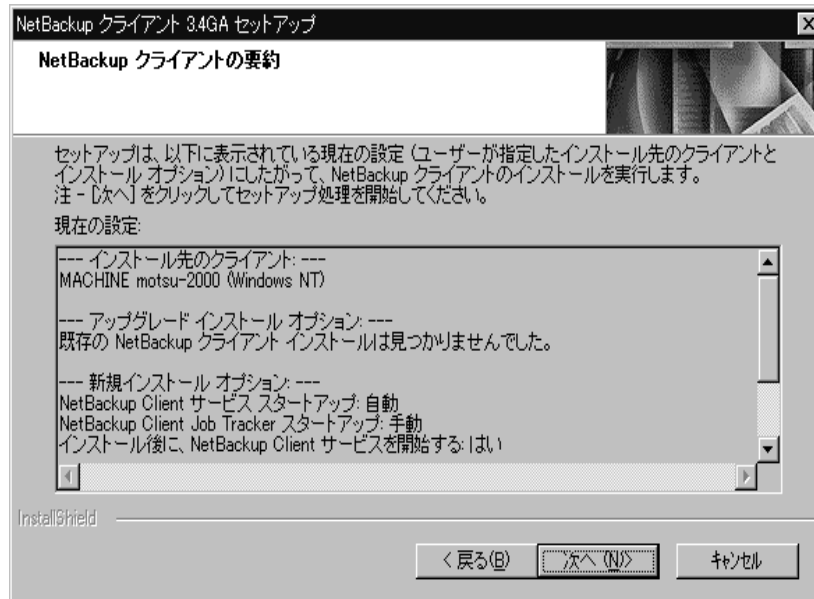 NetBackup クライアント 3.4GA セットアップ
NetBackup クライアントの要約
セットアップは、以下に表示されている現在の設定 (ユーザーが指定したインストール先のクライアントと
インストール オプション)にしたがって、NetBackup クライアントのインストールを実行します。
注 - [次へ] をクリックしてセットアップ処理を開始してください。
現在の設定:
--- インストール先のクライアント: ---
MACHINE motsu-2000 (Windows NT)
--- アップグレード インストール オプション: ---
既存の NetBackup クライアント インストールは見つかりませんでした。
--- 新規インストール オプション: ---
NetBackup Client サービス スタートアップ: 自動
NetBackup Client Job Tracker スタートアップ: 手動
インストール後に、NetBackup Client サービスを開始する: はい
InstallShield
< 戻る(B) 次へ (N)> キャンセル